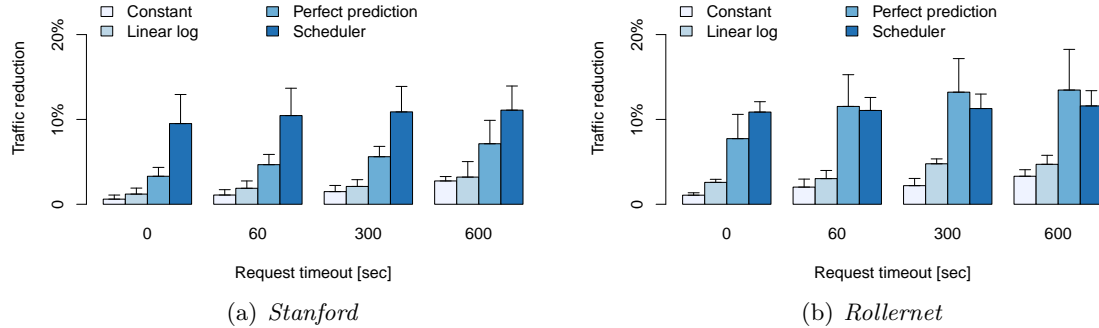 Constant
Linear log
Perfect prediction
Scheduler
Traffic reduction
20%
10%
0
0 60 300 600
Request timeout [sec]
(a) Stanford
Constant
Linear log
Perfect prediction
Scheduler
Traffic reduction
20%
10%
0
0 60 300 600
Request timeout [sec]
(b) Rollernet